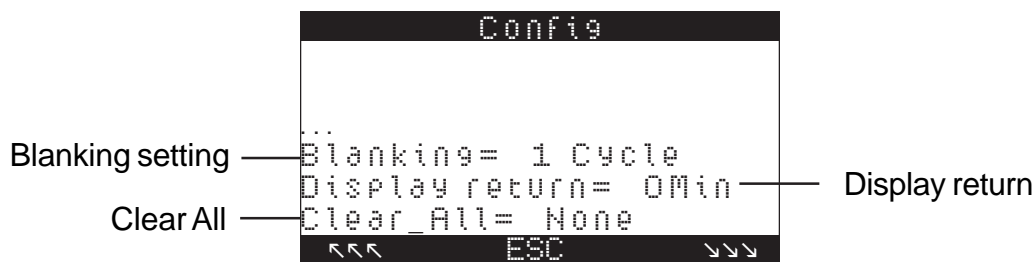 Config
...
Blanking setting
Blanking= 1 Cycle
Display return= 0Min
Display return
Clear All
Clear_All= None
↖↖↖ ESC ↘↘↘